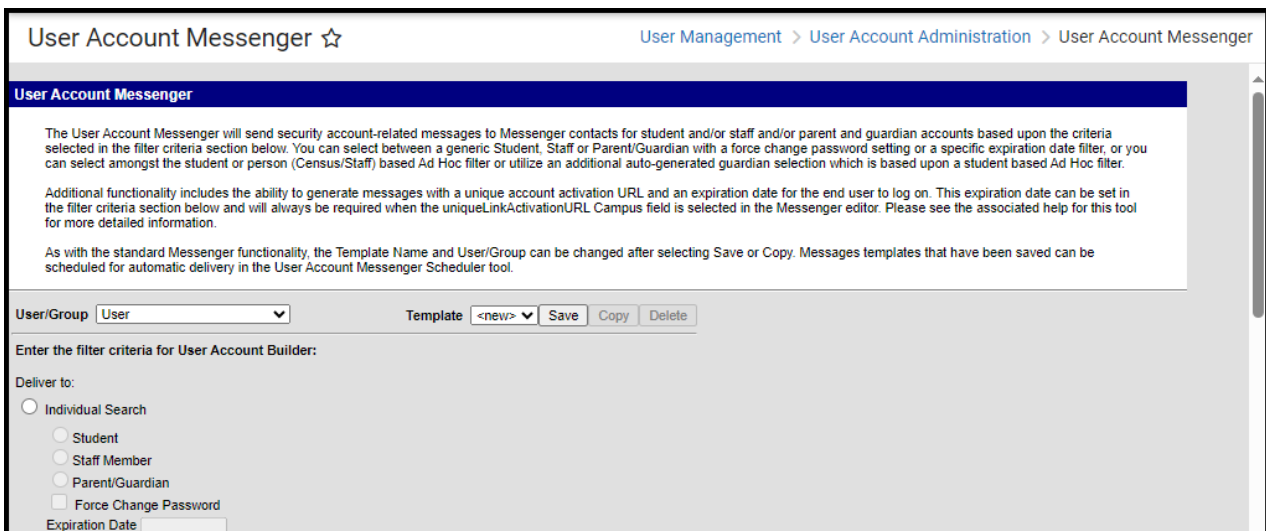 User Account Messenger ☆
User Management > User Account Administration > User Account Messenger
User Account Messenger
The User Account Messenger will send security account-related messages to Messenger contacts for student and/or staff and/or parent and guardian accounts based upon the criteria
selected in the filter criteria section below. You can select between a generic Student, Staff or Parent/Guardian with a force change password setting or a specific expiration date filter, or you
can select amongst the student or person (Census/Staff) based Ad Hoc filter or utilize an additional auto-generated guardian selection which is based upon a student based Ad Hoc filter.
Additional functionality includes the ability to generate messages with a unique account activation URL and an expiration date for the end user to log on. This expiration date can be set in
the filter criteria section below and will always be required when the uniqueLinkActivationURL Campus field is selected in the Messenger editor. Please see the associated help for this tool
for more detailed information.
As with the standard Messenger functionality, the Template Name and User/Group can be changed after selecting Save or Copy. Messages templates that have been saved can be
scheduled for automatic delivery in the User Account Messenger Scheduler tool.
User/Group User Template <new> Save Copy Delete
Enter the filter criteria for User Account Builder:
Deliver to:
Individual Search
Student
Staff Member
Parent/Guardian
Force Change Password
Expiration Date